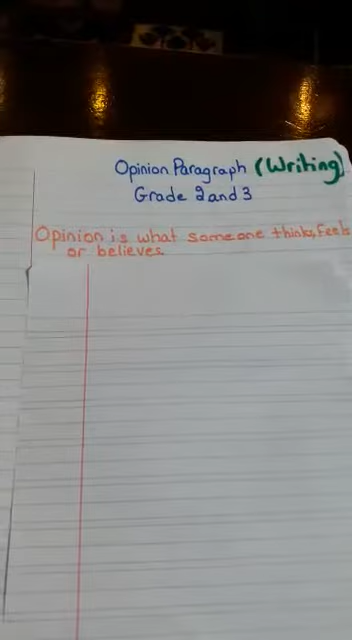 Opinion Paragraph (Writing)
Grade 2 and 3
Opinion is what someone thinks, Feels
or believes.